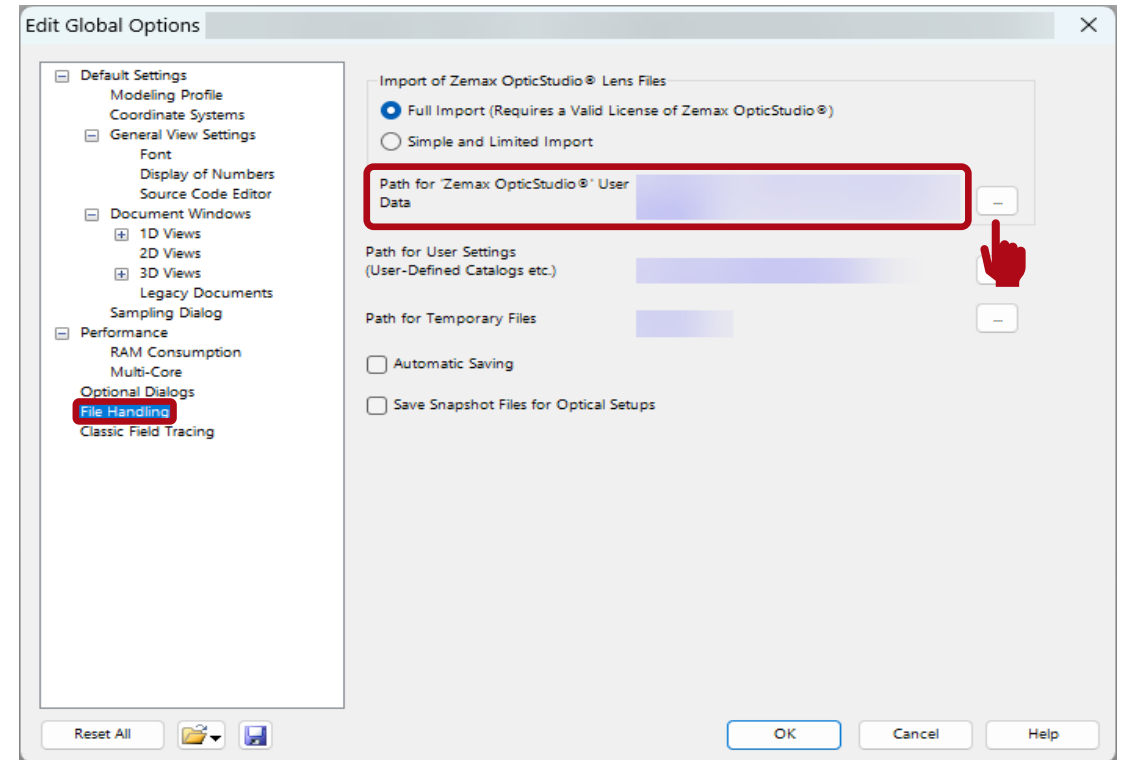 Edit Global Options
Default Settings
Modeling Profile
Coordinate Systems
General View Settings
Font
Display of Numbers
Source Code Editor
Document Windows
1D Views
2D Views
3D Views
Legacy Documents
Sampling Dialog
Performance
RAM Consumption
Multi-Core
Optional Dialogs
File Handling
Classic Field Tracing
Import of Zemax OpticStudio® Lens Files
Full Import (Requires a Valid License of Zemax OpticStudio®)
Simple and Limited Import
Path for 'Zemax OpticStudio®' User
Data
...
Path for User Settings
(User-Defined Catalogs etc.)
Path for Temporary Files
...
Automatic Saving
Save Snapshot Files for Optical Setups
Reset All
OK
Cancel
Help